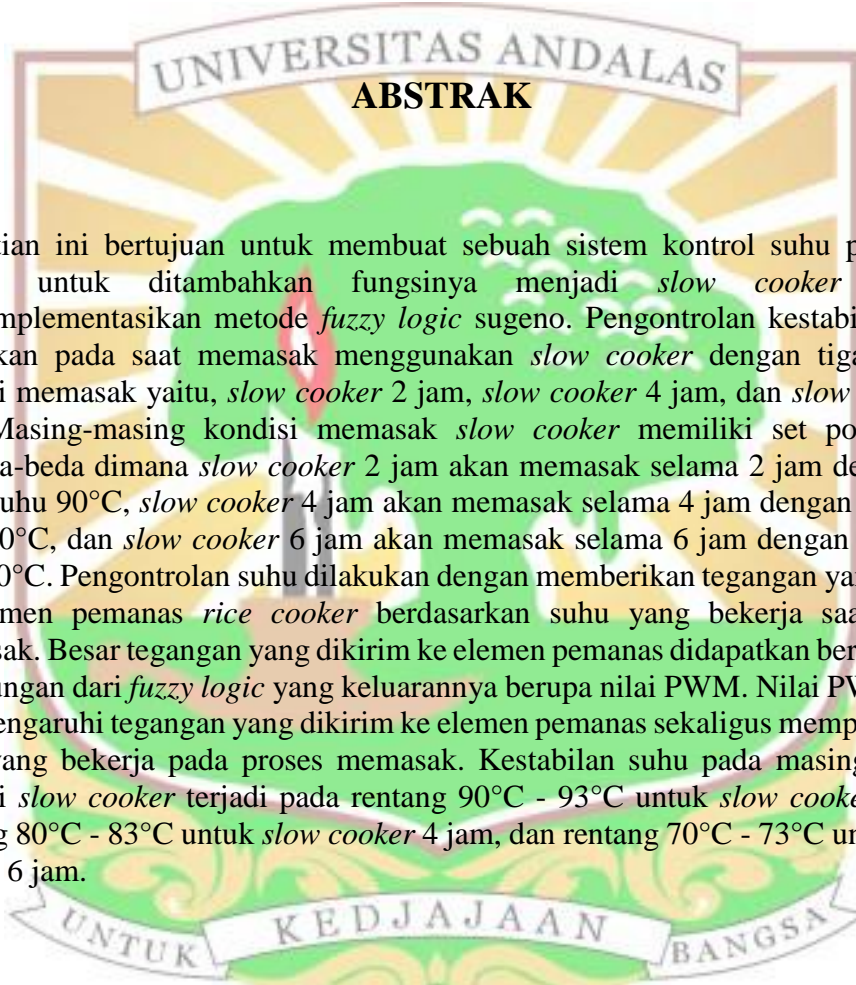 UNIVERSITAS ANDALAS
ABSTRAK
tian ini bertujuan untuk membuat sebuah sistem kontrol suhu p
untuk ditambahkan fungsinya menjadi slow cooker
mplementasikan metode fuzzy logic sugeno. Pengontrolan kestabi
kan pada saat memasak menggunakan slow cooker dengan tiga
i memasak yaitu, slow cooker 2 jam, slow cooker 4 jam, dan slow
Masing-masing kondisi memasak slow cooker memiliki set po
a-beda dimana slow cooker 2 jam akan memasak selama 2 jam de
uhu 90°C, slow cooker 4 jam akan memasak selama 4 jam dengan
0°C, dan slow cooker 6 jam akan memasak selama 6 jam dengan
0°C. Pengontrolan suhu dilakukan dengan memberikan tegangan yan
men pemanas rice cooker berdasarkan suhu yang bekerja saa
sak. Besar tegangan yang dikirim ke elemen pemanas didapatkan ber
ungan dari fuzzy logic yang keluarannya berupa nilai PWM. Nilai PW
engaruhi tegangan yang dikirim ke elemen pemanas sekaligus memp
yang bekerja pada proses memasak. Kestabilan suhu pada masing
i slow cooker terjadi pada rentang 90°C - 93°C untuk slow cooke
g 80°C - 83°C untuk slow cooker 4 jam, dan rentang 70°C - 73°C un
6 jam.
UNTUK KEDJAJAAN BANGSA